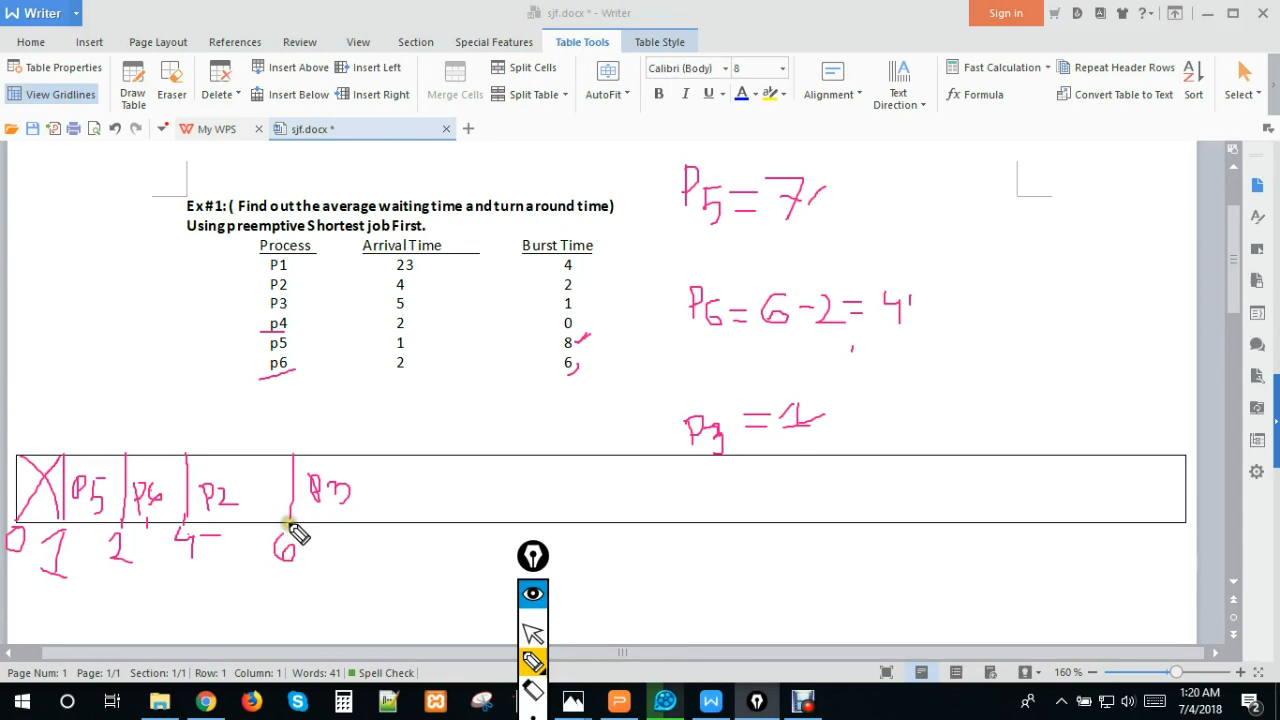 Writer
sjf.docx * - Writer
Sign in
Home Insert Page Layout References Review View Section Special Features Table Tools Table Style
Table Properties Draw Table Eraser Delete Insert Above Insert Left Merge Cells Split Cells AutoFit Calibri (Body) 8 Alignment Text Direction Fast Calculation Repeat Header Rows Sort Select
View Gridlines Insert Below Insert Right Split Table B I U A fx Formula Convert Table to Text
My WPS sjf.docx *
Ex#1: ( Find out the average waiting time and turn around time)
Using preemptive Shortest job First.
Process Arrival Time Burst Time
P1 23 4
P2 4 2
P3 5 1
p4 2 0
p5 1 8
p6 2 6
P5 = 7
P6 = 6 - 2 = 4
P3 = 1
P5 P6 P2 P3
0 1 2 4 6
Page Num: 1 Page: 1/1 Section: 1/1 Row: 1 Column: 1 Words: 41 Spell Check 160 %
1:20 AM
7/4/2018
2